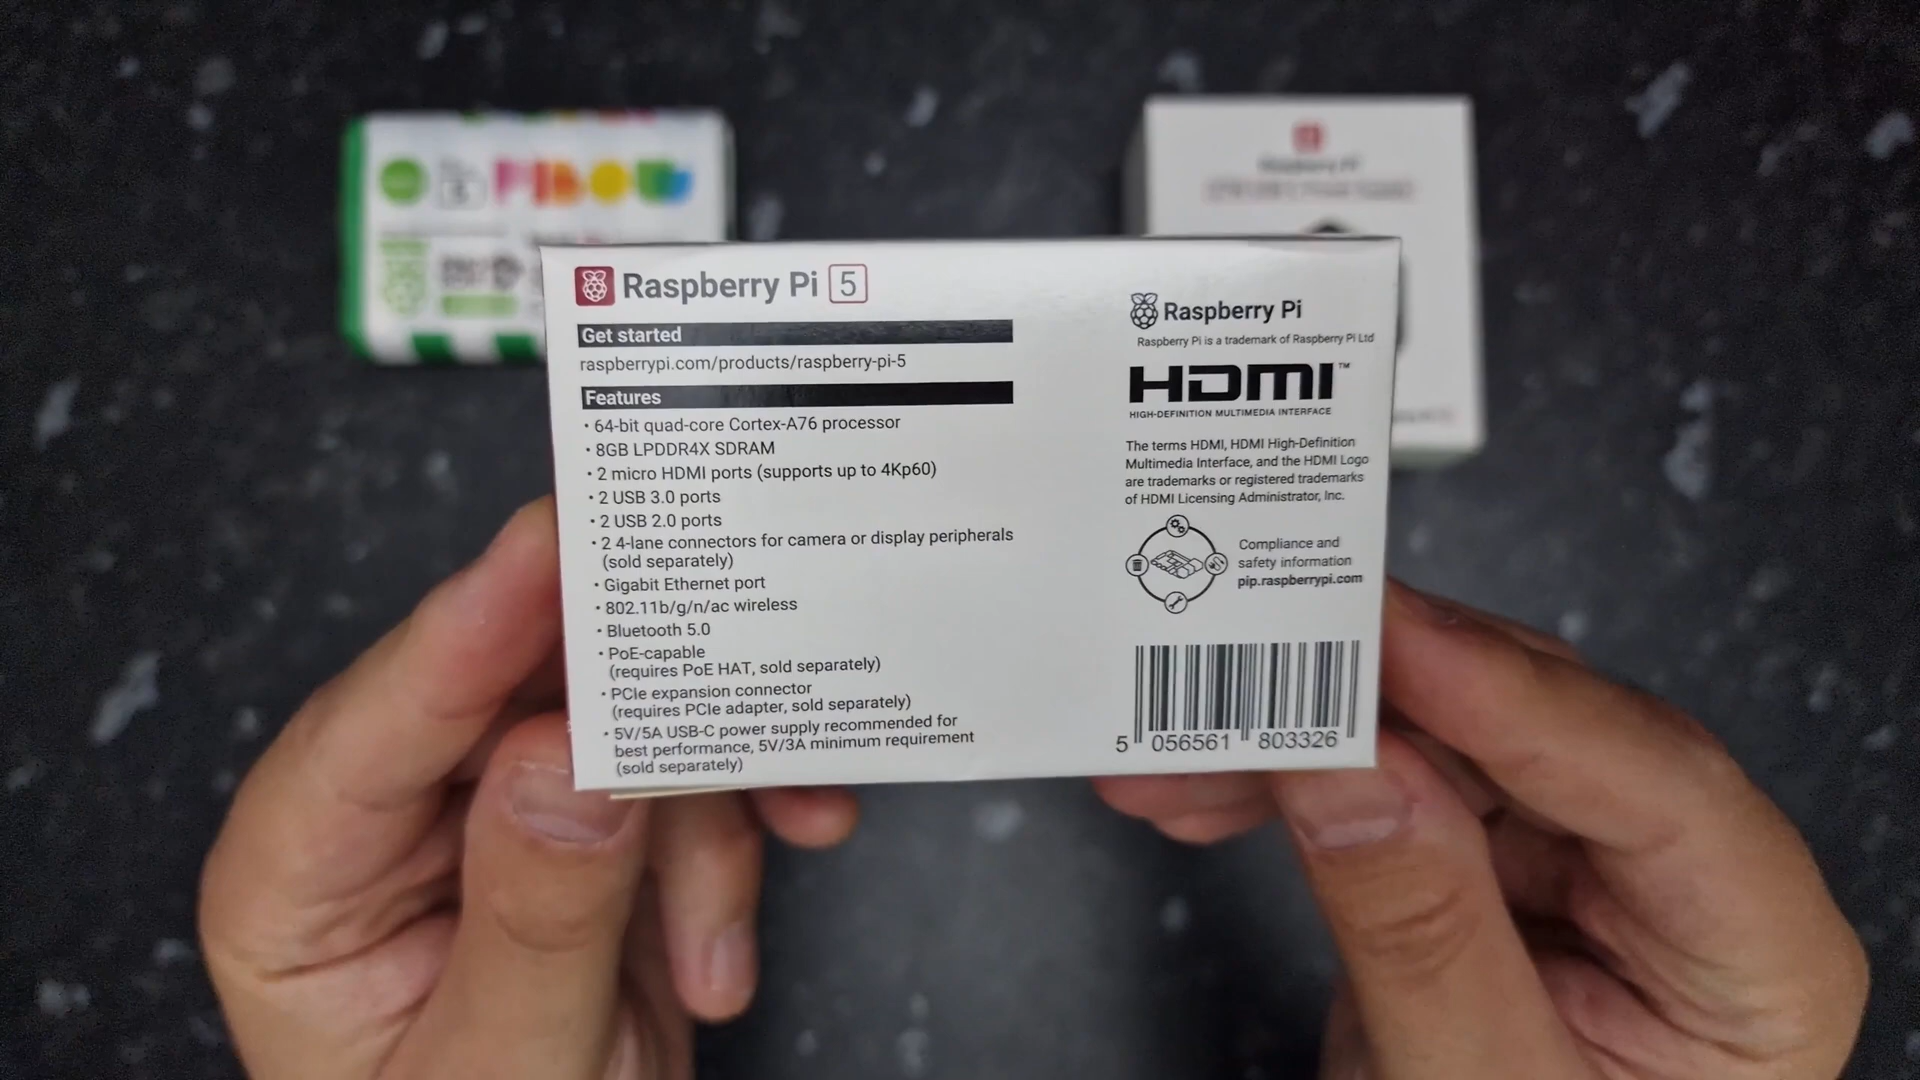 PIBOW
Raspberry Pi
Raspberry Pi 5
Get started
raspberrypi.com/products/raspberry-pi-5
Features
• 64-bit quad-core Cortex-A76 processor
• 8GB LPDDR4X SDRAM
• 2 micro HDMI ports (supports up to 4Kp60)
• 2 USB 3.0 ports
• 2 USB 2.0 ports
• 2 4-lane connectors for camera or display peripherals
(sold separately)
• Gigabit Ethernet port
• 802.11b/g/n/ac wireless
• Bluetooth 5.0
• PoE-capable
(requires PoE HAT, sold separately)
• PCIe expansion connector
(requires PCIe adapter, sold separately)
• 5V/5A USB-C power supply recommended for
best performance, 5V/3A minimum requirement
(sold separately)
Raspberry Pi
Raspberry Pi is a trademark of Raspberry Pi Ltd
HDMI™
HIGH-DEFINITION MULTIMEDIA INTERFACE
The terms HDMI, HDMI High-Definition
Multimedia Interface, and the HDMI Logo
are trademarks or registered trademarks
of HDMI Licensing Administrator, Inc.
Compliance and
safety information
pip.raspberrypi.com
5 056561 803326